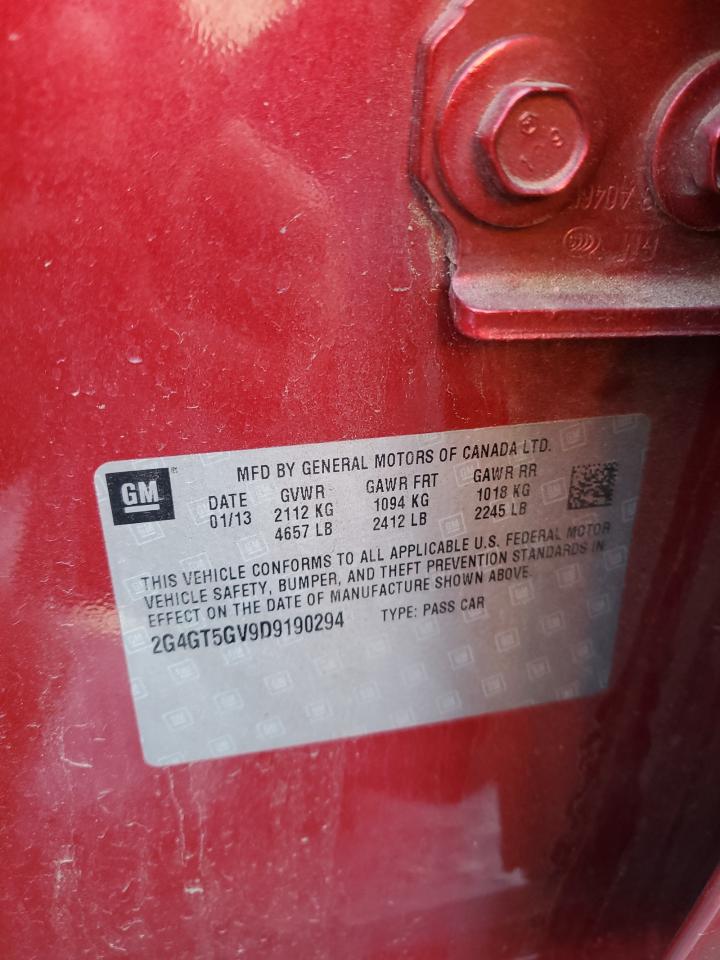 GM
MFD BY GENERAL MOTORS OF CANADA LTD.
DATE GVWR GAWR FRT GAWR RR
01/13 2112 KG 1094 KG 1018 KG
4657 LB 2412 LB 2245 LB
THIS VEHICLE CONFORMS TO ALL APPLICABLE U.S. FEDERAL MOTOR
VEHICLE SAFETY, BUMPER, AND THEFT PREVENTION STANDARDS IN
EFFECT ON THE DATE OF MANUFACTURE SHOWN ABOVE.
2G4GT5GV9D9190294 TYPE: PASS CAR